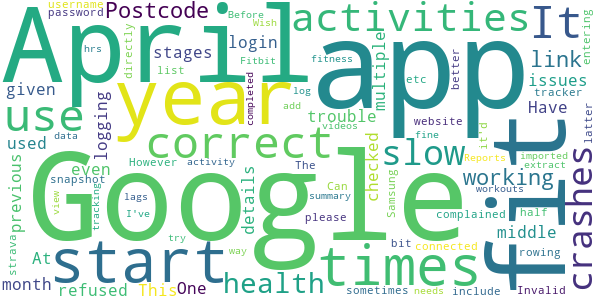 April app year activities It
Postcode username password
Before Wish
hrs Fitbit directly
stages login list
given link
use issues
multiple fitness etc better
tracker entering
logging completed log
add website Have
used data trouble
correct videos fine latter
However activity The
even checked slow it'd
previous snapshot working
Google fit
Reports imported extract
view tracking lags summary Can
I've details please Samsung
workouts crashes
complained half
At start times middle
strava try way bit connected rowing
month refused This One health
sometimes needs include Invalid